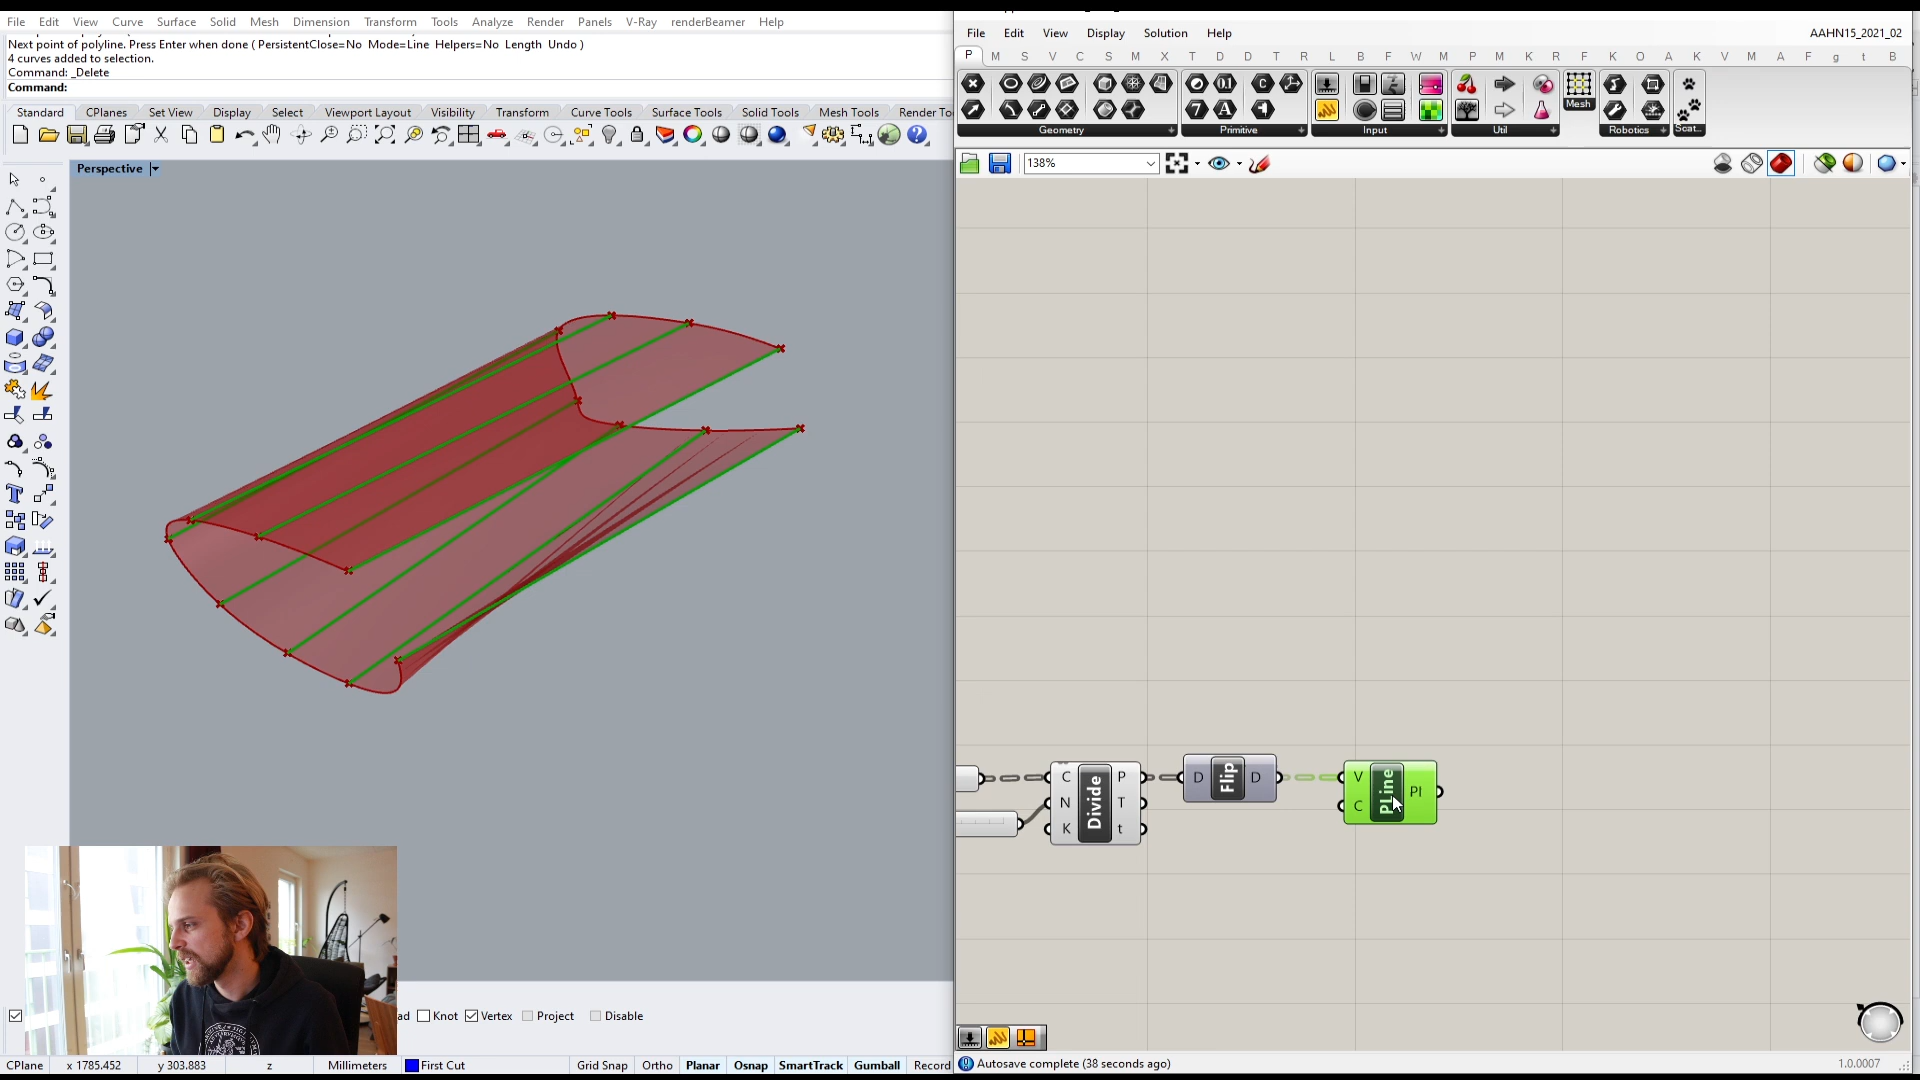 File Edit View Curve Surface Solid Mesh Dimension Transform Tools Analyze Render Panels V-Ray renderBeamer Help
Next point of polyline. Press Enter when done ( PersistentClose=No Mode=Line Helpers=No Length Undo )
4 curves added to selection.
Command: _Delete
Command:
Standard CPlanes Set View Display Select Viewport Layout Visibility Transform Curve Tools Surface Tools Solid Tools Mesh Tools Render To
Perspective
File Edit View Display Solution Help
AAHN15_2021_02
P M S V C S M X T D D T R L D F W M P M K R F K O A K V M A F g t B
Mesh
Geometry Primitive Input Util Robotics Scat...
138%
C N K Divide P T t
D Flip D
V C PLine Pl
ad Knot Vertex Project Disable
CPlane x 1785.452 y 303.883 z Millimeters First Cut Grid Snap Ortho Planar Osnap SmartTrack Gumball Record
Autosave complete (38 seconds ago)
1.0.0007